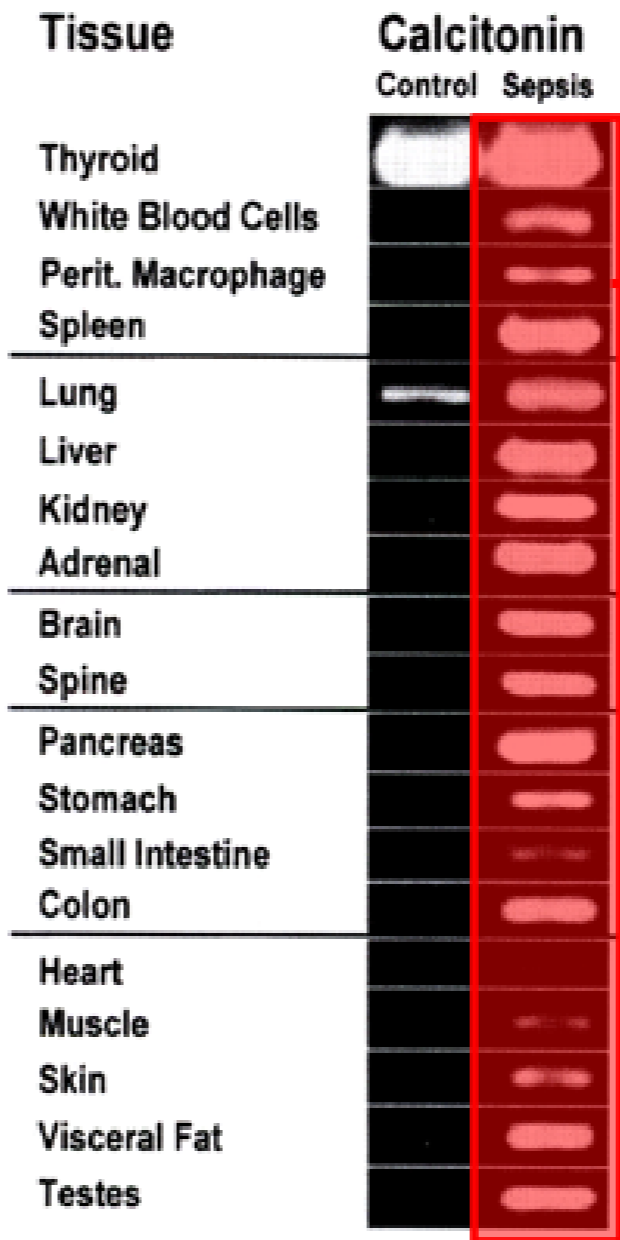 Tissue Calcitonin
Control Sepsis
Thyroid
White Blood Cells
Perit. Macrophage
Spleen
Lung
Liver
Kidney
Adrenal
Brain
Spine
Pancreas
Stomach
Small Intestine
Colon
Heart
Muscle
Skin
Visceral Fat
Testes